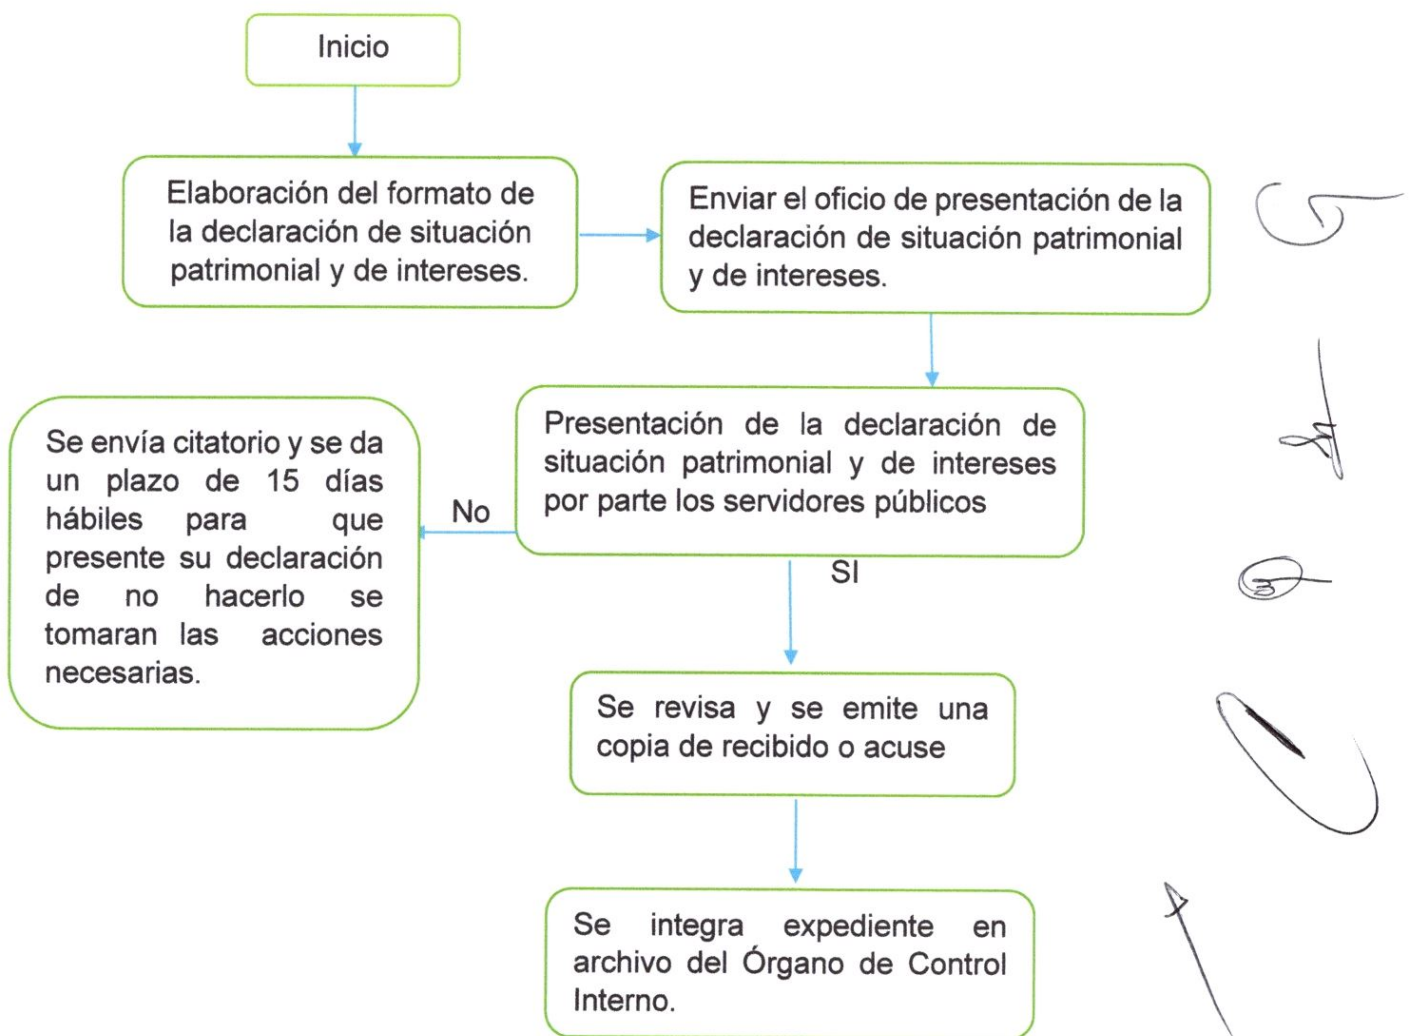 Inicio
Elaboración del formato de
la declaración de situación
patrimonial y de intereses.
Enviar el oficio de presentación de la
declaración de situación patrimonial
y de intereses.
Presentación de la declaración de
situación patrimonial y de intereses
por parte los servidores públicos
No
Se envía citatorio y se da
un plazo de 15 días
hábiles para que
presente su declaración
de no hacerlo se
tomaran las acciones
necesarias.
SI
Se revisa y se emite una
copia de recibido o acuse
Se integra expediente en
archivo del Órgano de Control
Interno.